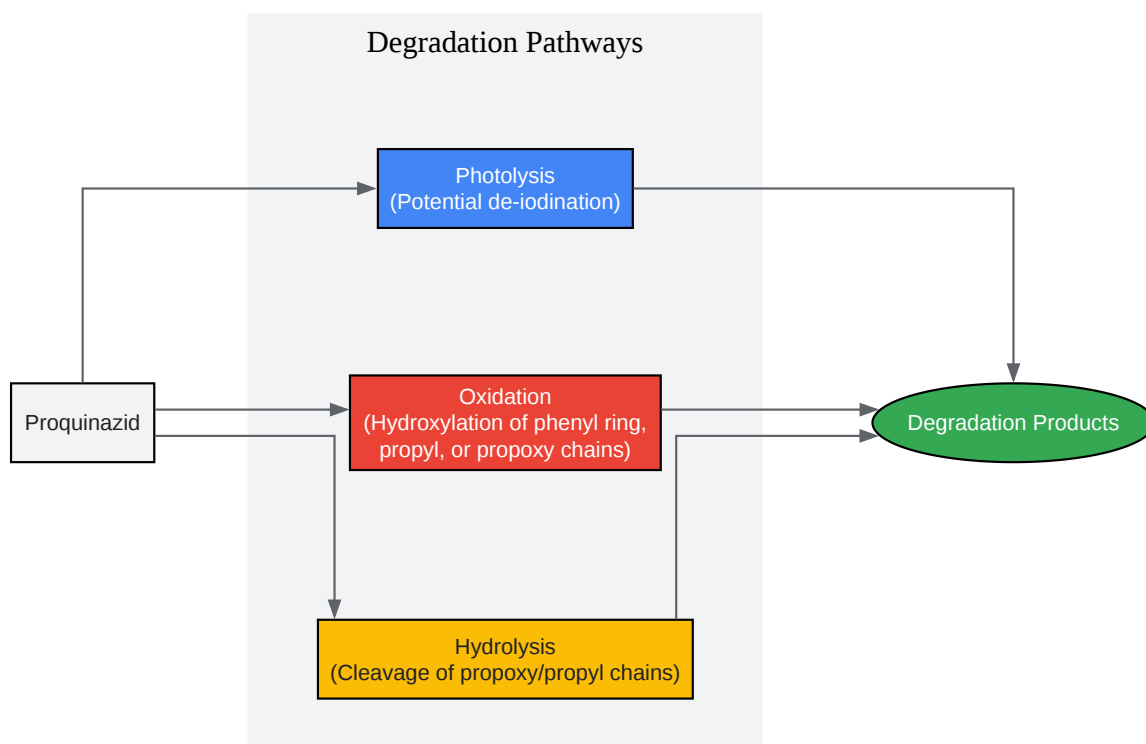 Degradation Pathways
Photolysis
(Potential de-iodination)
Proquinazid
Oxidation
(Hydroxylation of phenyl ring,
propyl, or propoxy chains)
Degradation Products
Hydrolysis
(Cleavage of propoxy/propyl chains)